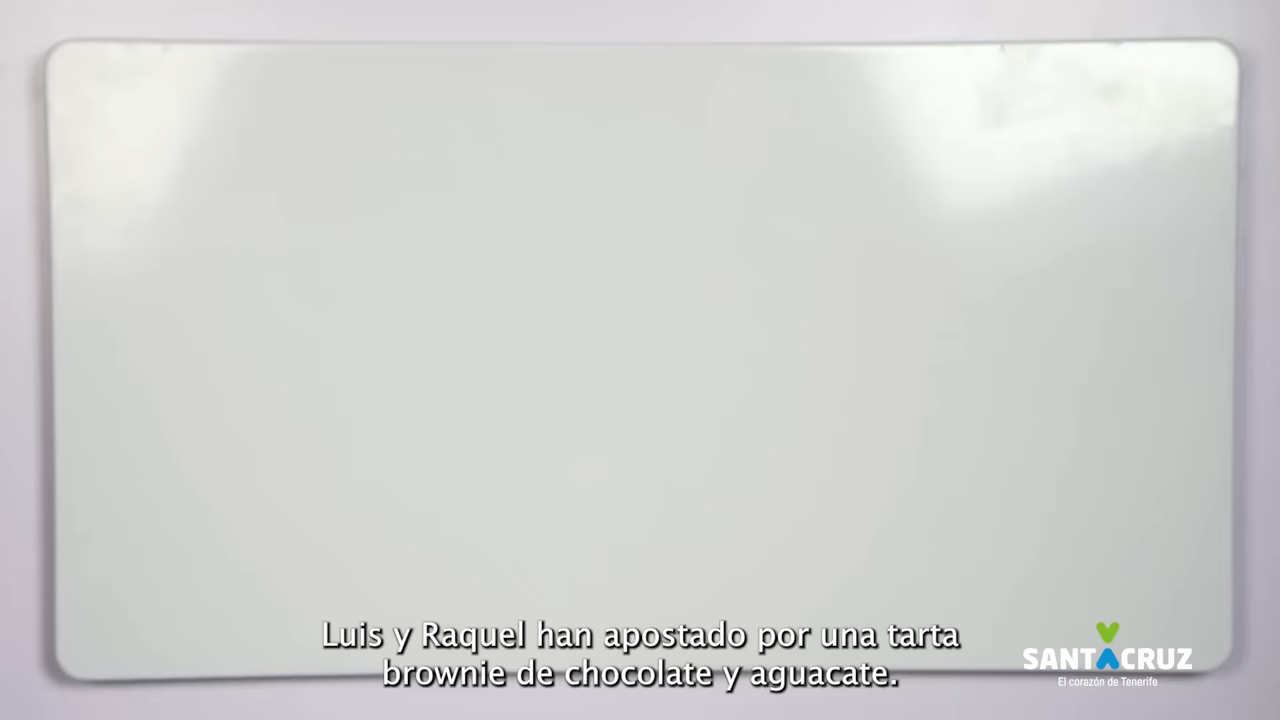 Luis y Raquel han apostado por una tarta
brownie de chocolate y aguacate.
SANTACRUZ
El corazón de Tenerife